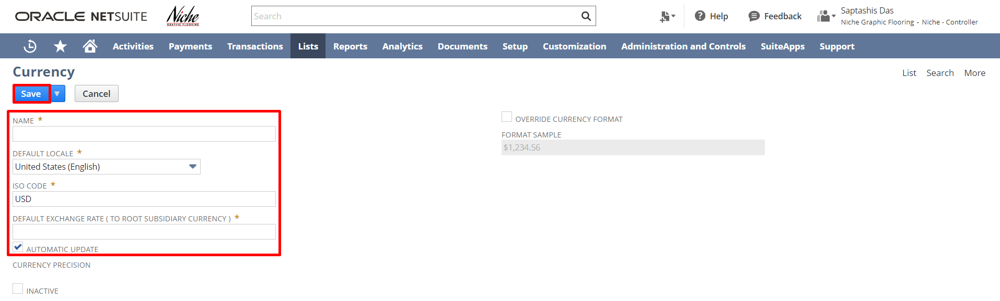 ORACLE NETSUITE
Niche
GRAPHIC FLOORING
Search
Help
Feedback
Saptashis Das
Niche Graphic Flooring - Niche - Controller
Activities Payments Transactions Lists Reports Analytics Documents Setup Customization Administration and Controls SuiteApps Support
Currency
List Search More
Save Cancel
NAME *
DEFAULT LOCALE *
United States (English)
ISO CODE *
USD
DEFAULT EXCHANGE RATE ( TO ROOT SUBSIDIARY CURRENCY ) *
AUTOMATIC UPDATE
CURRENCY PRECISION
INACTIVE
OVERRIDE CURRENCY FORMAT
FORMAT SAMPLE
$1,234.56